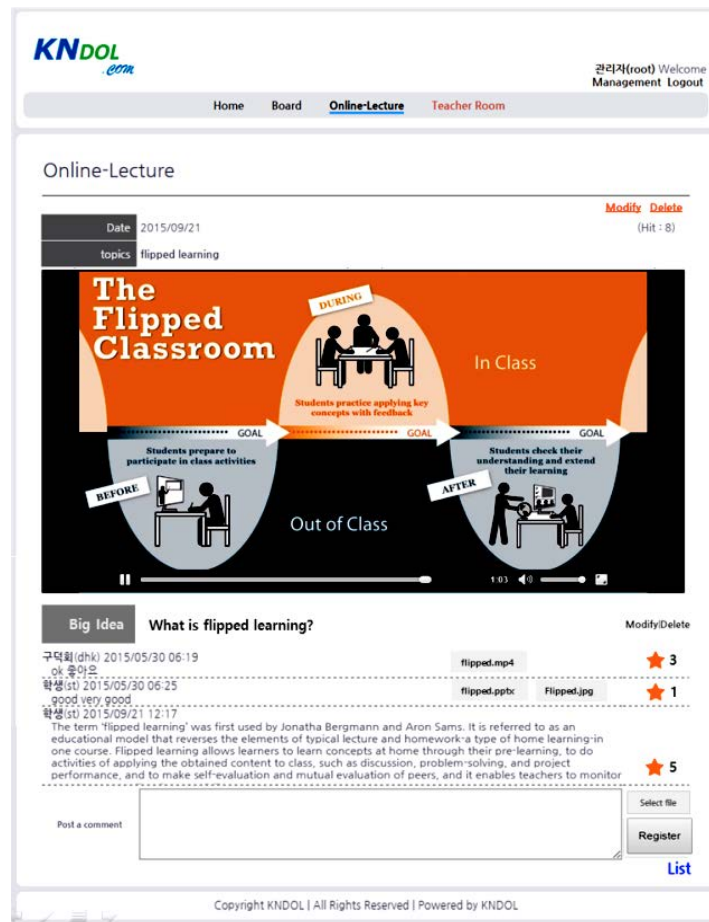 KNDOL
.com
관리자(root) Welcome
Management Logout
Home Board Online-Lecture Teacher Room
Online-Lecture
Modify Delete
Date 2015/09/21 (Hit : 8)
topics flipped learning
The
Flipped
Classroom
DURING
In Class
Students practice applying key
concepts with feedback
GOAL GOAL GOAL
Students prepare to
participate in class activities
Students check their
understanding and extend
their learning
BEFORE
AFTER
Out of Class
1:03
Big Idea What is flipped learning? Modify|Delete
구덕회(dhk) 2015/05/30 06:19
ok 좋아요
flipped.mp4 3
학생(st) 2015/05/30 06:25
good very good
flipped.pptx Flipped.jpg 1
학생(st) 2015/09/21 12:17
The term 'flipped learning' was first used by Jonatha Bergmann and Aron Sams. It is referred to as an
educational model that reverses the elements of typical lecture and homework-a type of home learning-in
one course. Flipped learning allows learners to learn concepts at home through their pre-learning, to do
activities of applying the obtained content to class, such as discussion, problem-solving, and project
performance, and to make self-evaluation and mutual evaluation of peers, and it enables teachers to monitor
5
Post a comment
Select file
Register
List
Copyright KNDOL | All Rights Reserved | Powered by KNDOL